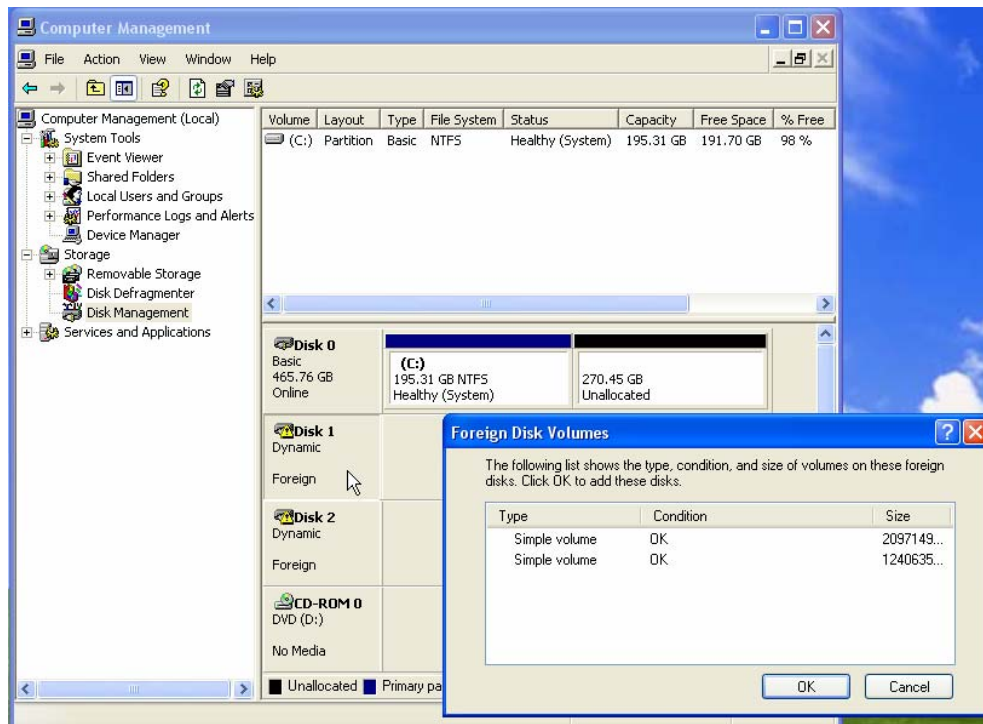 Computer Management
File Action View Window Help
Computer Management (Local)
System Tools
Event Viewer
Shared Folders
Local Users and Groups
Performance Logs and Alerts
Device Manager
Storage
Removable Storage
Disk Defragmenter
Disk Management
Services and Applications
Volume Layout Type File System Status Capacity Free Space % Free
(C:) Partition Basic NTFS Healthy (System) 195.31 GB 191.70 GB 98 %
Disk 0
Basic
465.76 GB
Online
(C:)
195.31 GB NTFS
Healthy (System)
270.45 GB
Unallocated
Disk 1
Dynamic
Foreign
Disk 2
Dynamic
Foreign
CD-ROM 0
DVD (D:)
No Media
Unallocated Primary pa
Foreign Disk Volumes
The following list shows the type, condition, and size of volumes on these foreign
disks. Click OK to add these disks.
Type Condition Size
Simple volume OK 2097149...
Simple volume OK 1240635...
OK Cancel